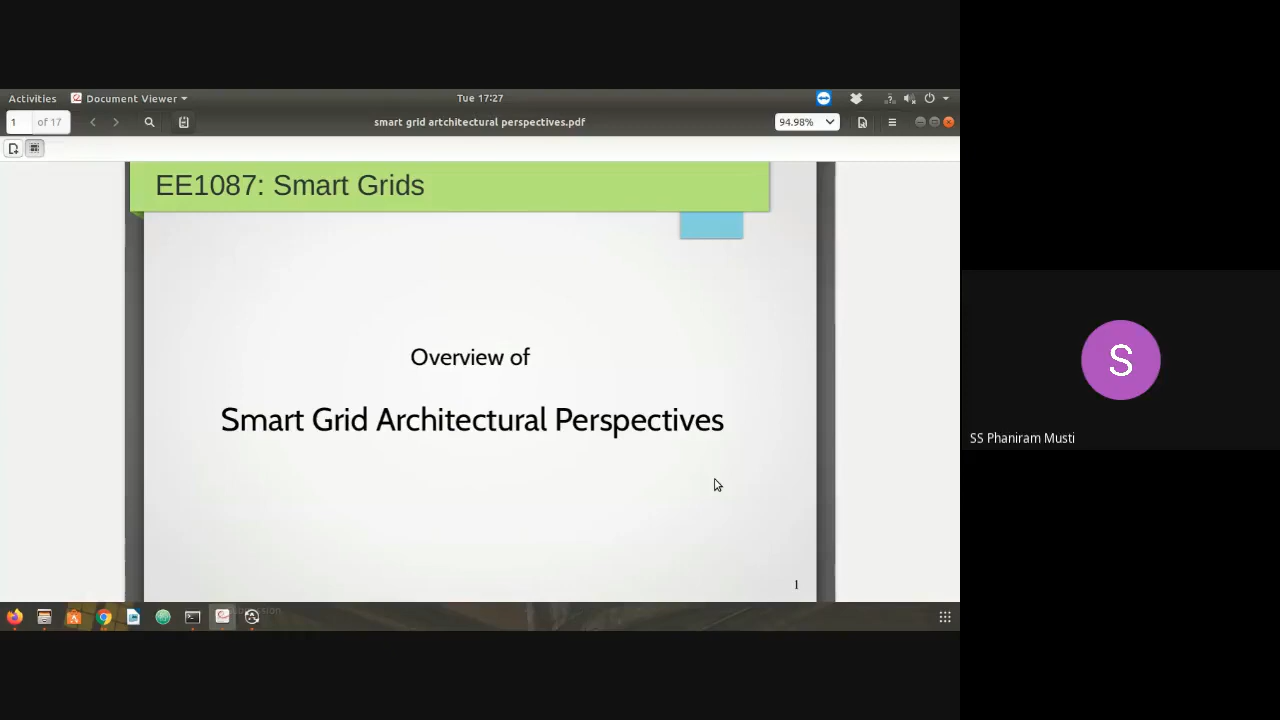 Activities
Document Viewer
Tue 17:27
1 of 17
smart grid artchitectural perspectives.pdf
94.98%
EE1087: Smart Grids
Overview of
Smart Grid Architectural Perspectives
1
S
SS Phaniram Musti